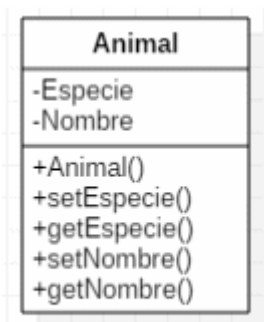 Animal
-Especie
-Nombre
+Animal()
+setEspecie()
+getEspecie()
+setNombre()
+getNombre()